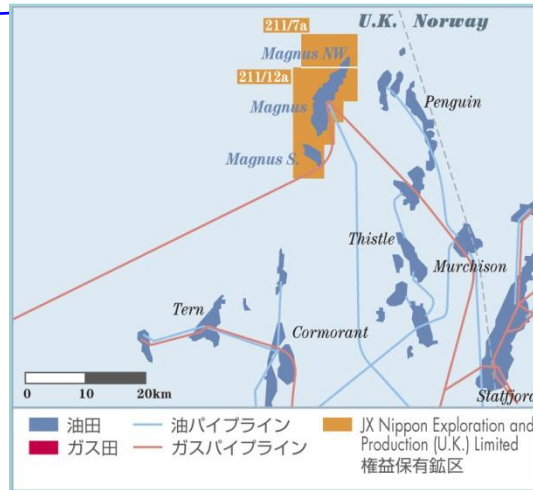 211/7a
U.K. Norway
Magnus NW
211/12a
Penguin
Magnus
Magnus S.
Thistle
Murchison
Tern
Cormorant
0 10 20km
Statfjord
油田
油パイプライン
JX Nippon Exploration and
Production (U.K.) Limited
ガス田
ガスパイプライン
権益保有鉱区